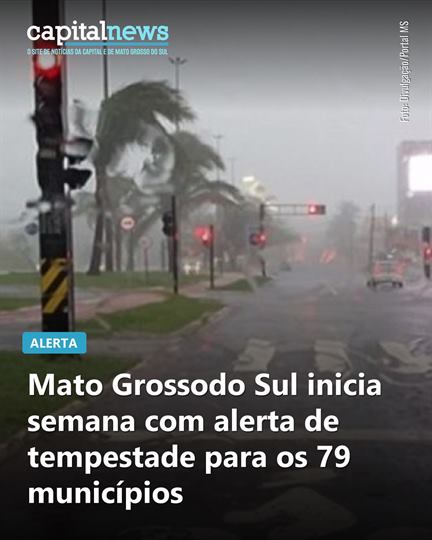 capitalnews
O SITE DE NOTÍCIAS DA CAPITAL E DE MATO GROSSO DO SUL
Foto: Divulgação/Portal MS
ALERTA
Mato Grossodo Sul inicia
semana com alerta de
tempestade para os 79
municípios